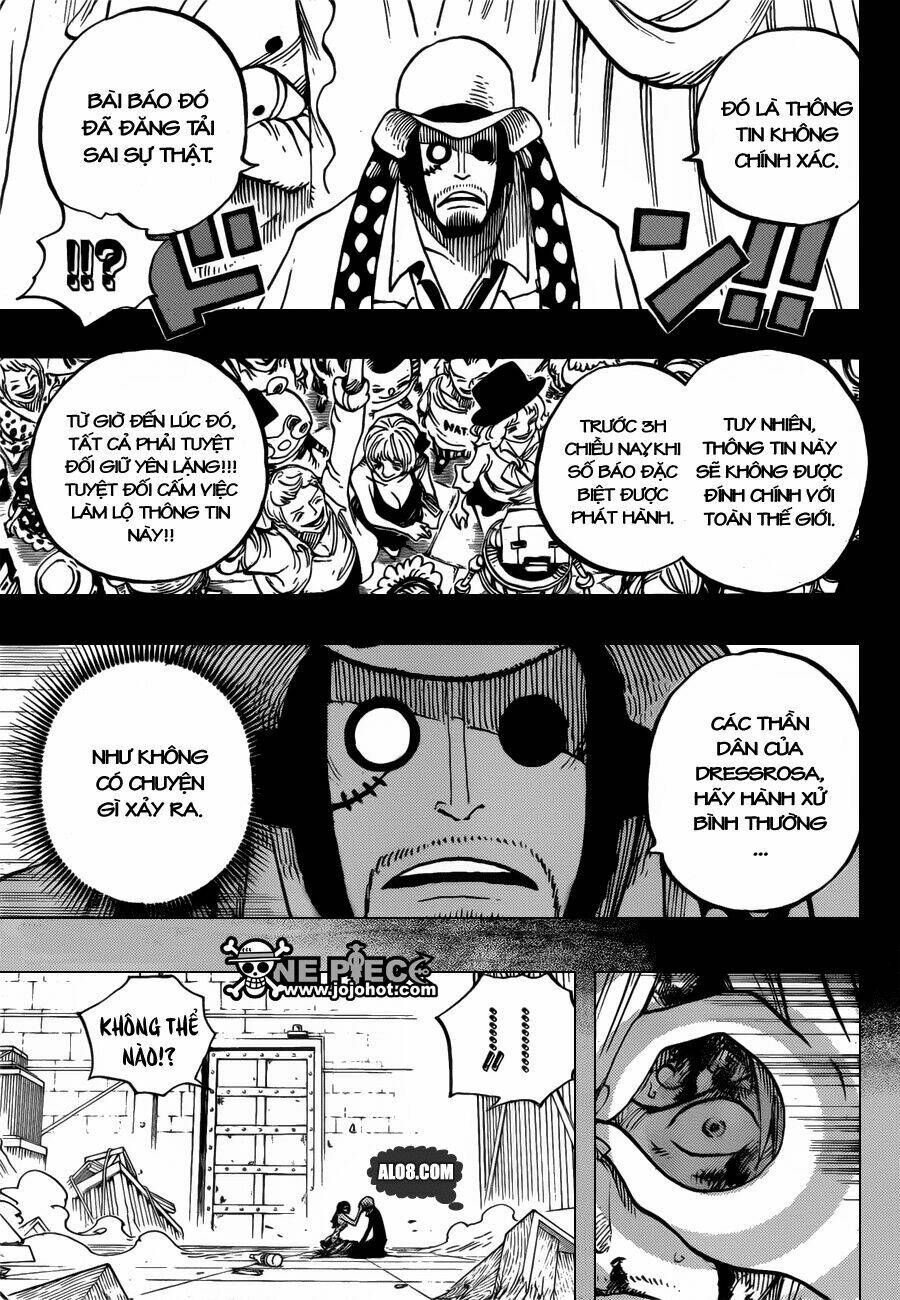 ĐÓ LÀ THÔNG
TIN KHÔNG
CHÍNH XÁC.
BÀI BÁO ĐÓ
ĐÃ ĐĂNG TẢI
SAI SỰ THẬT.
ドン!!
!!?
TUY NHIÊN,
THÔNG TIN NÀY
SẼ KHÔNG ĐƯỢC
ĐÍNH CHÍNH VỚI
TOÀN THẾ GIỚI.
TRƯỚC 3H
CHIỀU NAY, KHI
SỐ BÁO ĐẶC
BIỆT ĐƯỢC
PHÁT HÀNH.
NAT.
TỪ GIỜ ĐẾN LÚC ĐÓ,
TẤT CẢ PHẢI TUYỆT
ĐỐI GIỮ YÊN LẶNG!!!
TUYỆT ĐỐI CẤM VIỆC
LÀM LỘ THÔNG TIN
NÀY!!
CÁC THẦN
DÂN CỦA
DRESSROSA,
HÃY HÀNH XỬ
BÌNH THƯỜNG
...
NHƯ KHÔNG
CÓ CHUYỆN
GÌ XẢY RA.
ONE PIECE
www.jojohot.com
............!!
KHÔNG THỂ
NÀO!?
ALO8.COM